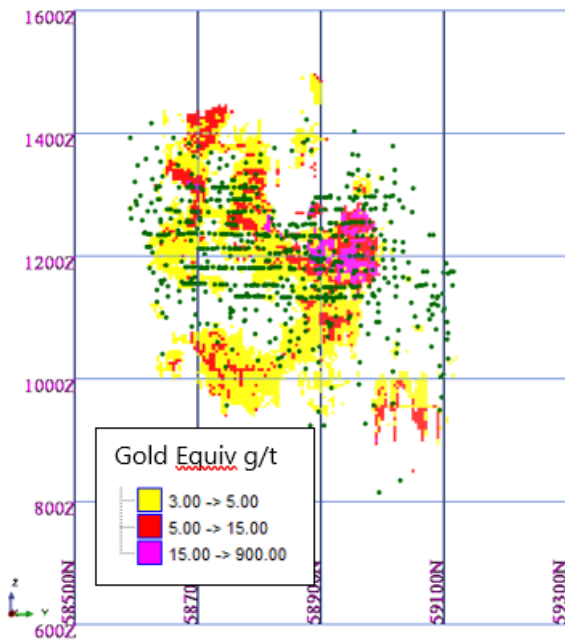 1600Z
1400Z
1200Z
1000Z
Gold Equiv g/t
3.00 -> 5.00
5.00 -> 15.00
15.00 -> 900.00
800Z
600Z
58500N
5870
58900N
59100N
59300N
Z
X
Y